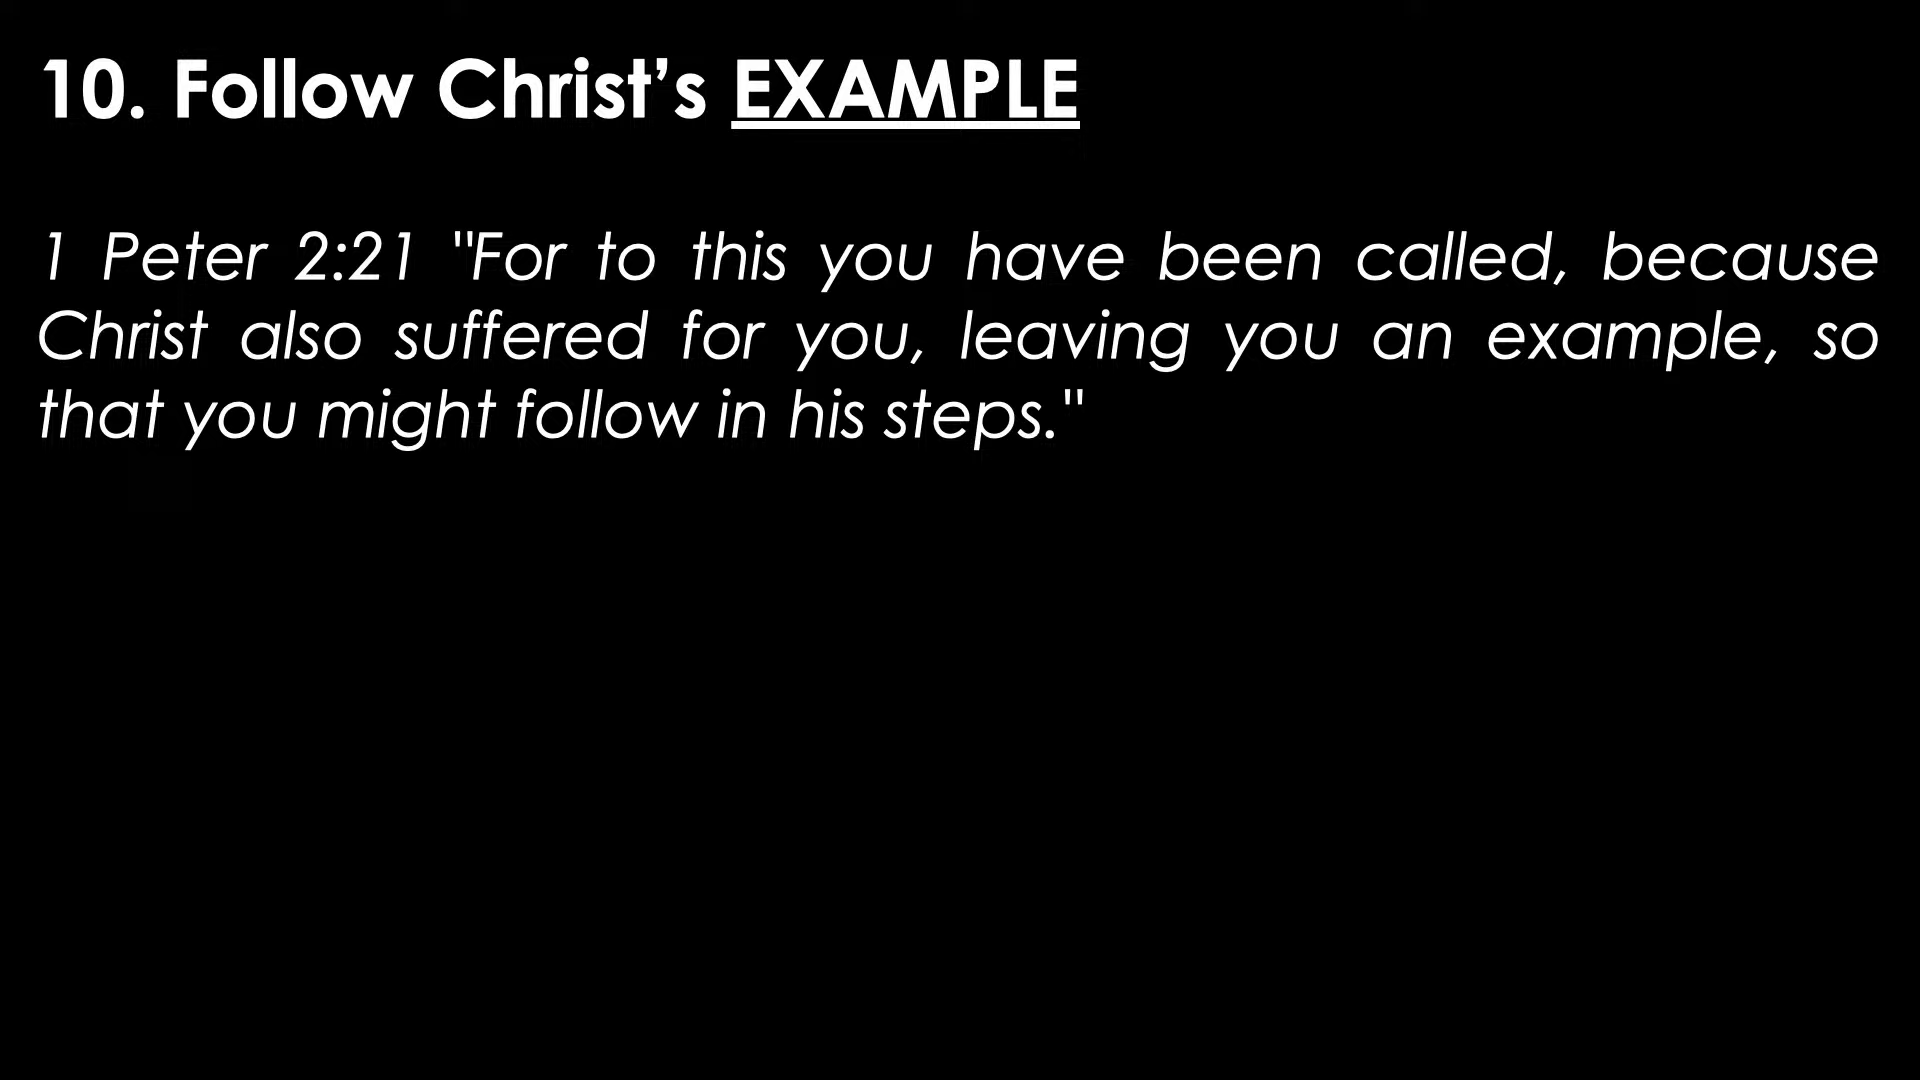 10. Follow Christ’s EXAMPLE
1 Peter 2:21 "For to this you have been called, because
Christ also suffered for you, leaving you an example, so
that you might follow in his steps."